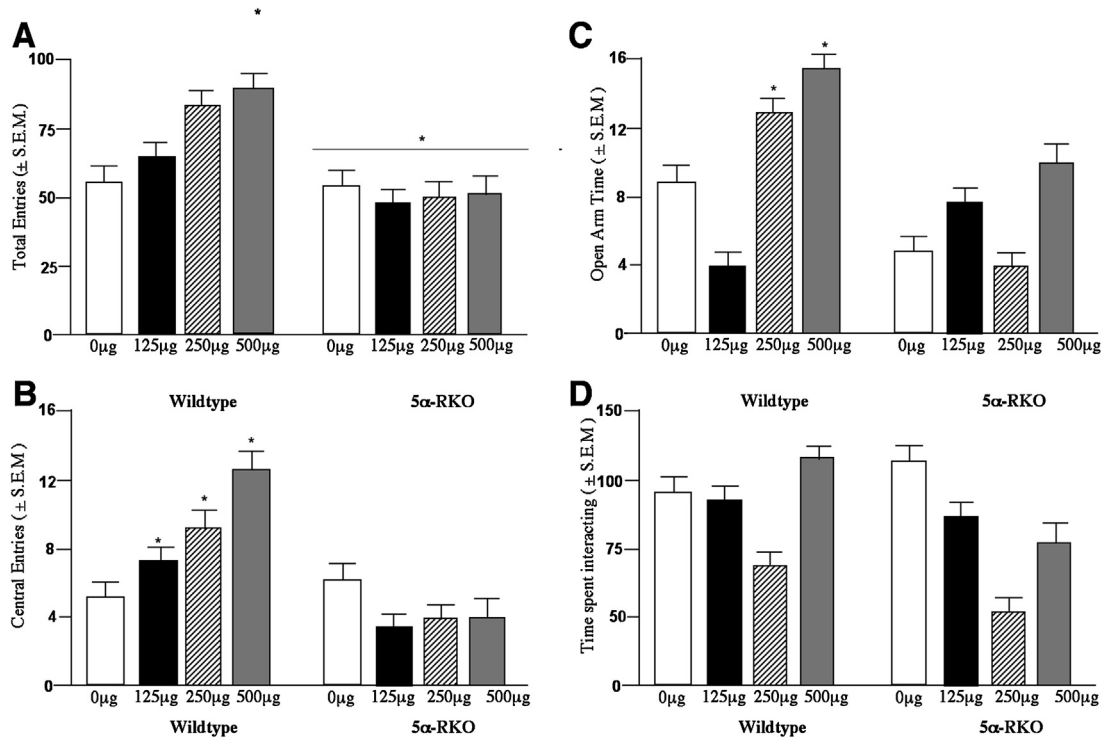 *
A
100
75
50
25
0
Total Entries (± S.E.M.)
*
0µg 125µg 250µg 500µg 0µg 125µg 250µg 500µg
Wildtype 5α-RKO
B
16
12
8
4
0
Central Entries (± S.E.M)
* * *
0µg 125µg 250µg 500µg 0µg 125µg 250µg 500µg
Wildtype 5α-RKO
C
16
12
8
4
0
Open Arm Time (± S.E.M)
* *
0µg 125µg 250µg 500µg 0µg 125µg 250µg 500µg
Wildtype 5α-RKO
D
150
100
75
50
0
Time spent interacting (± S.E.M)
0µg 125µg 250µg 500µg 0µg 125µg 250µg 500µg
Wildtype 5α-RKO